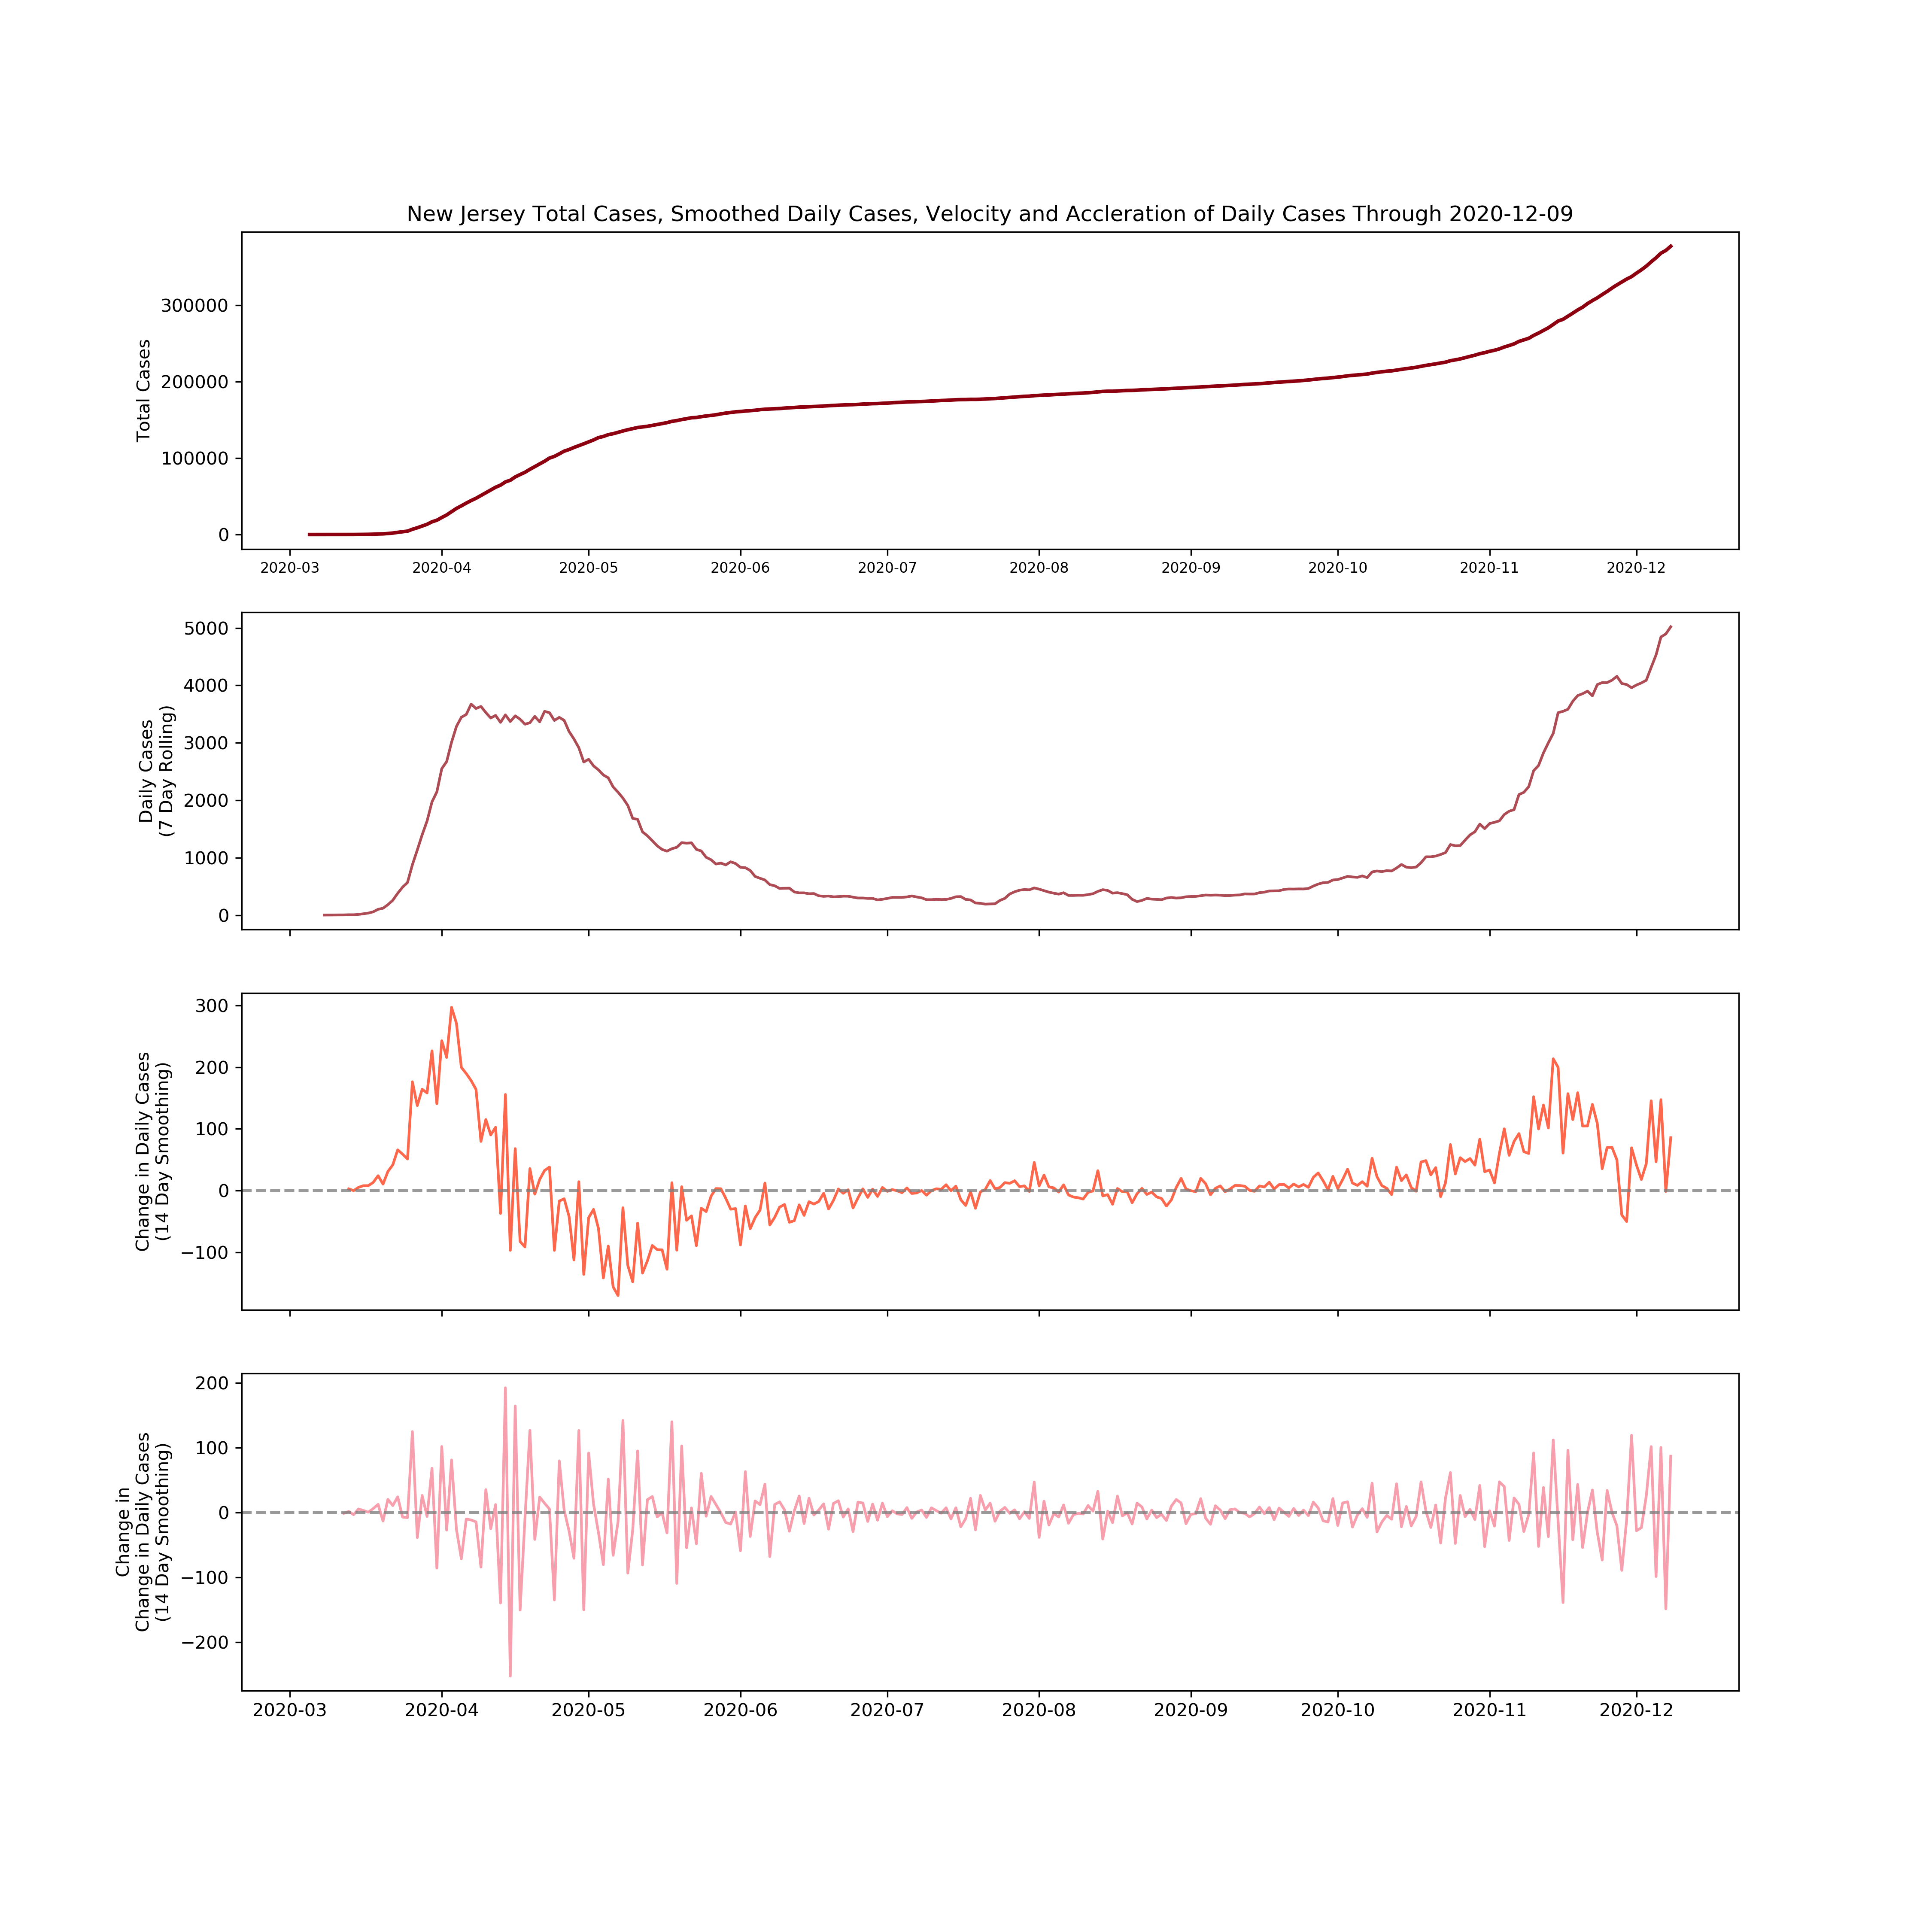 New Jersey Total Cases, Smoothed Daily Cases, Velocity and Accleration of Daily Cases Through 2020-12-09
Total Cases
300000
200000
100000
0
2020-03 2020-04 2020-05 2020-06 2020-07 2020-08 2020-09 2020-10 2020-11 2020-12
Daily Cases
(7 Day Rolling)
5000
4000
3000
2000
1000
0
Change in Daily Cases
(14 Day Smoothing)
300
200
100
0
−100
Change in
Change in Daily Cases
(14 Day Smoothing)
200
100
0
−100
−200
2020-03 2020-04 2020-05 2020-06 2020-07 2020-08 2020-09 2020-10 2020-11 2020-12